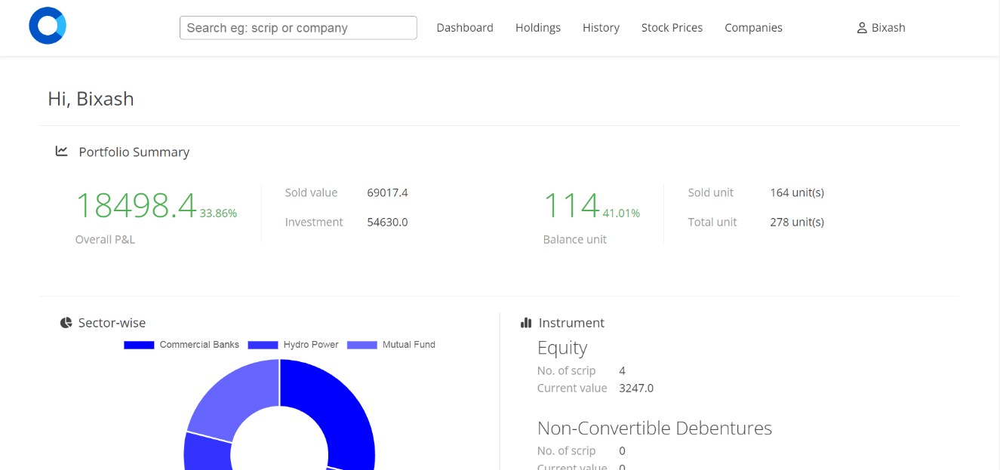 Search eg: scrip or company Dashboard Holdings History Stock Prices Companies Bixash
Hi, Bixash
Portfolio Summary
18498.4 33.86%
Overall P&L
Sold value 69017.4
Investment 54630.0
114 41.01%
Balance unit
Sold unit 164 unit(s)
Total unit 278 unit(s)
Sector-wise
Commercial Banks Hydro Power Mutual Fund
Instrument
Equity
No. of scrip 4
Current value 3247.0
Non-Convertible Debentures
No. of scrip 0
Current value 0